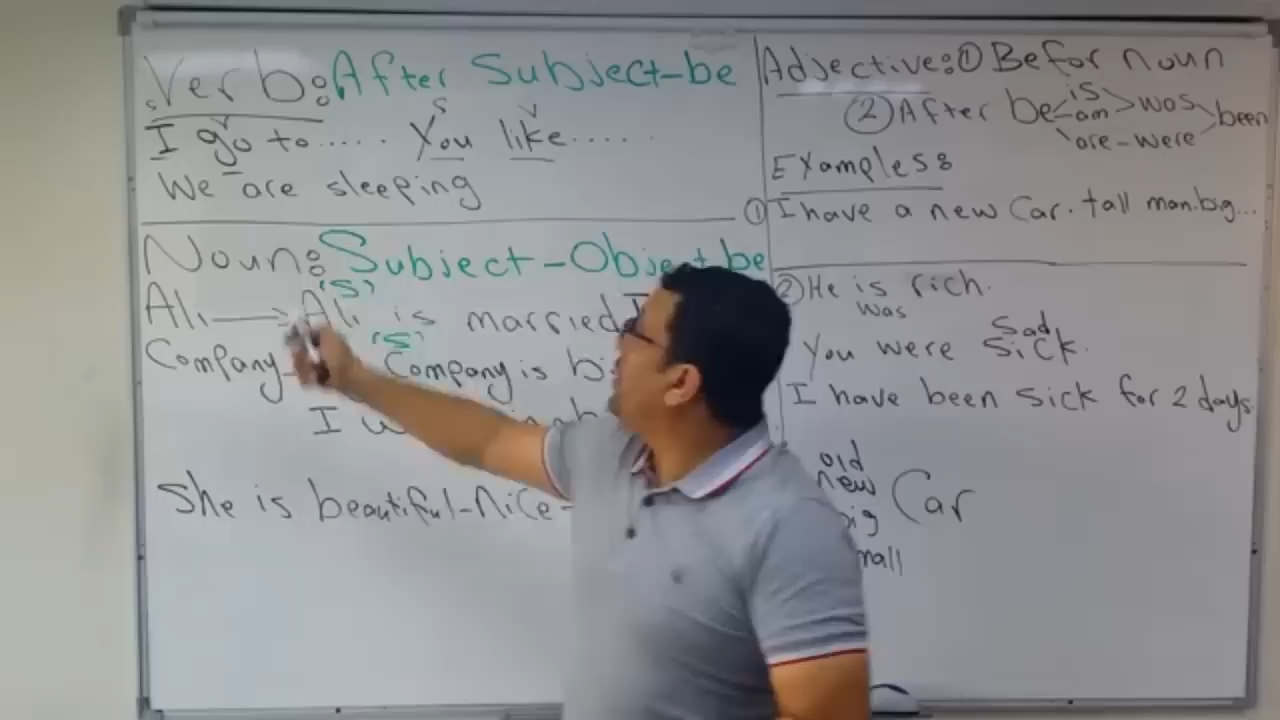 Verb: After Subject-be
S V
V
I go to..... You like......
We are sleeping
Noun: Subject-Object-be
(S)
Ali → Ali is married
(S)
Company Company is
I
She is beautiful-nice-
Adjective: ① Befor noun
② After be is am are-were was been
Examples:
① I have a new Car. tall man. big...
② He is rich.
was
Sad
You were sick.
I have been sick for 2 days.
old
new Car